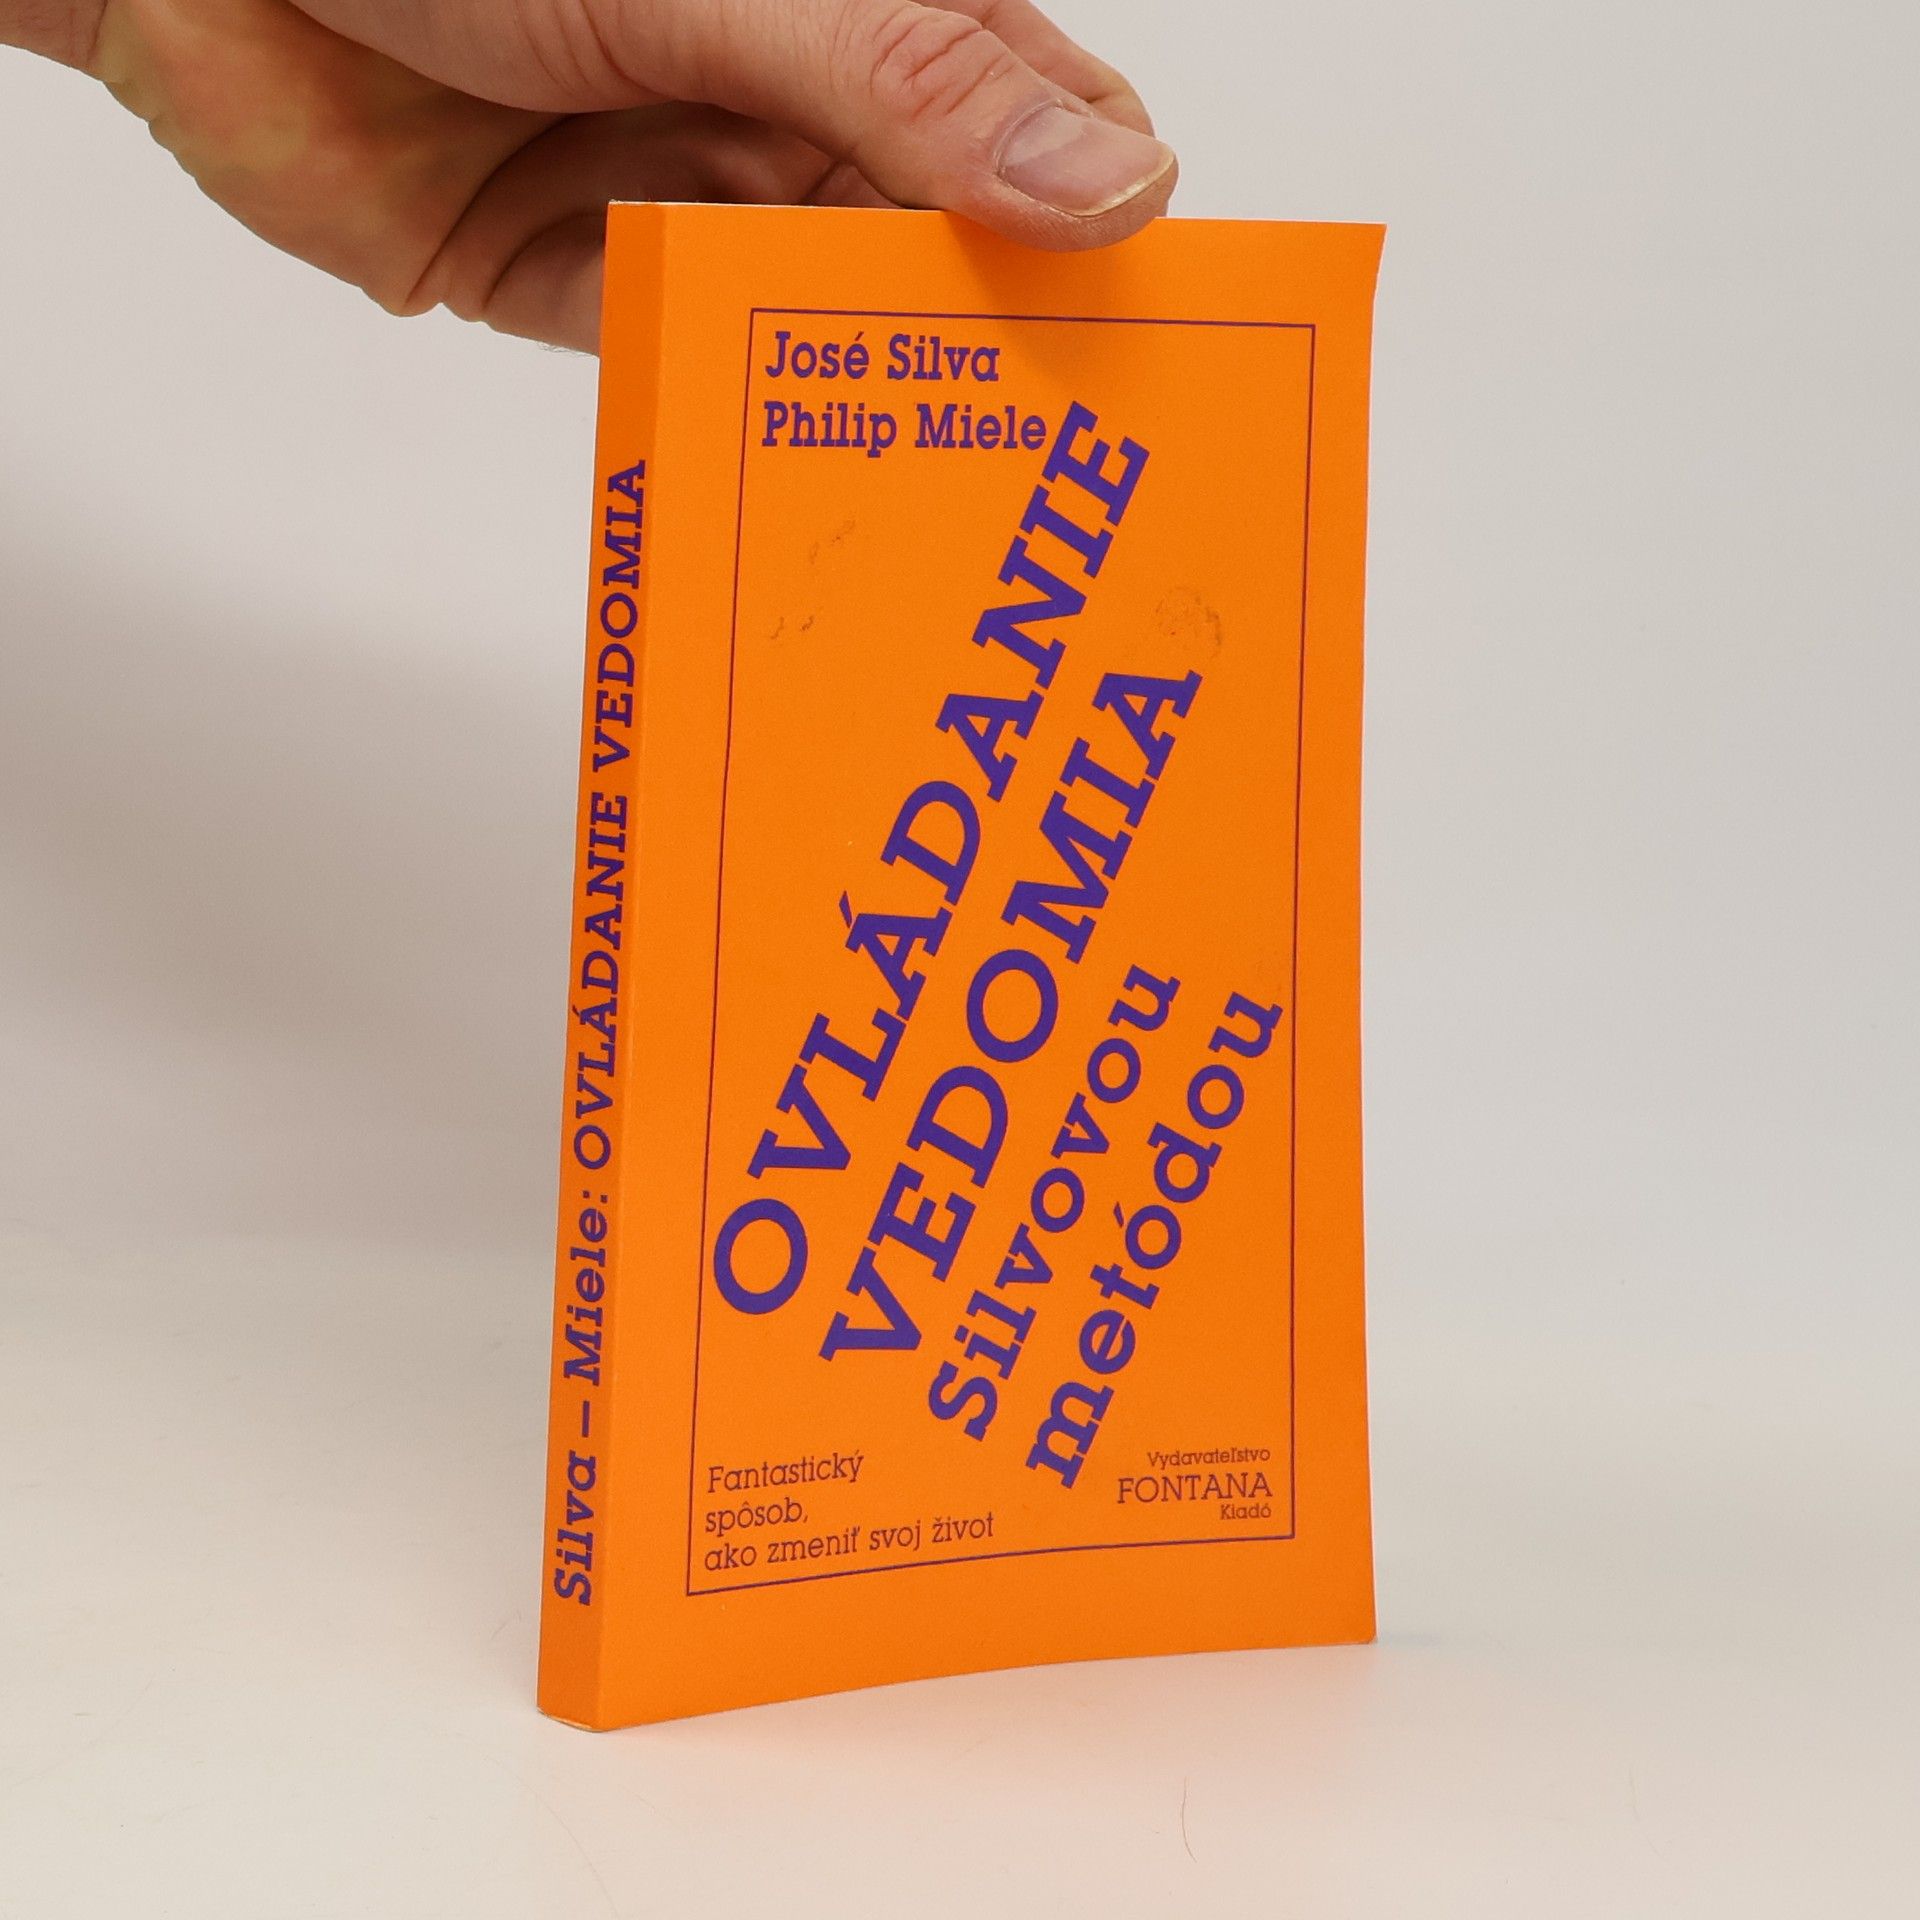 Silva – Miele: OVLÁDANIE VEDOMIA
José Silva
Philip Miele
OVLÁDANIE
VEDOMIA
Silvovou
metódou
Fantastický
spôsob,
ako zmeniť svoj život
Vydavateľstvo
FONTANA
Kiadó